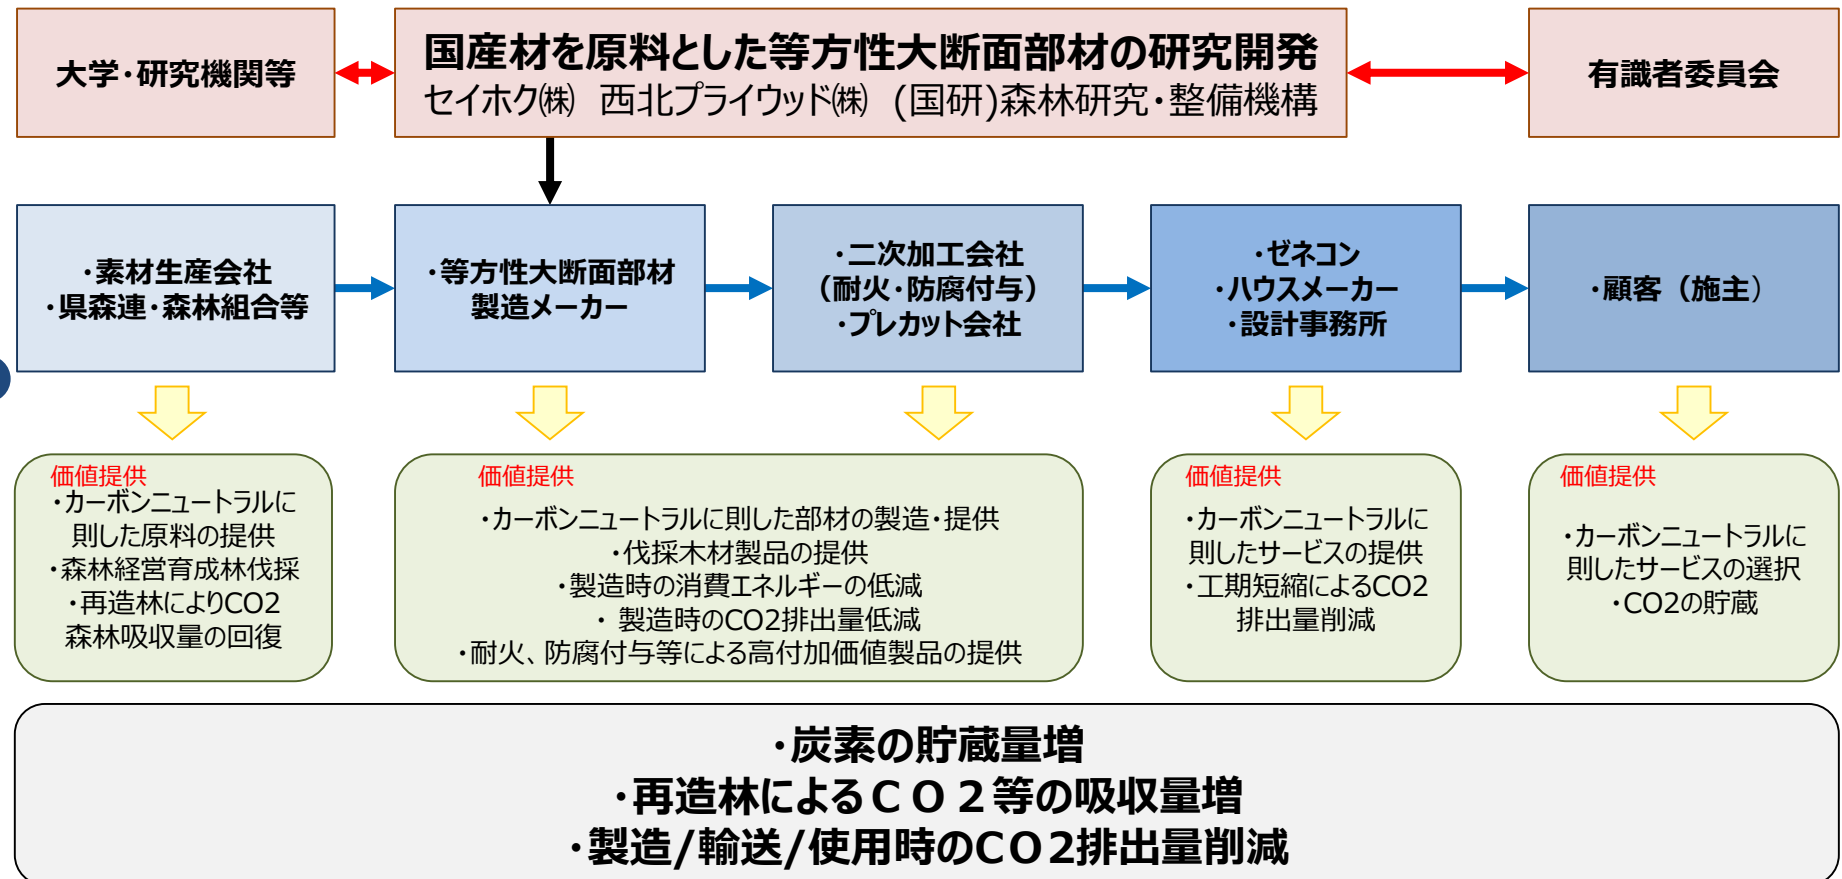 大学・研究機関等
国産材を原料とした等方性大断面部材の研究開発
セイホク㈱ 西北プライウッド㈱ (国研)森林研究・整備機構
有識者委員会
・素材生産会社
・県森連・森林組合等
・等方性大断面部材
製造メーカー
・二次加工会社
（耐火・防腐付与）
・プレカット会社
・ゼネコン
・ハウスメーカー
・設計事務所
・顧客（施主）
価値提供
・カーボンニュートラルに
則した原料の提供
・森林経営育成林伐採
・再造林によりCO2
森林吸収量の回復
価値提供
・カーボンニュートラルに則した部材の製造・提供
・伐採木材製品の提供
・製造時の消費エネルギーの低減
・ 製造時のCO2排出量低減
・耐火、防腐付与等による高付加価値製品の提供
価値提供
・カーボンニュートラルに
則したサービスの提供
・工期短縮によるCO2
排出量削減
価値提供
・カーボンニュートラルに
則したサービスの選択
・CO2の貯蔵
・炭素の貯蔵量増
・再造林によるＣＯ２等の吸収量増
・製造/輸送/使用時のCO2排出量削減